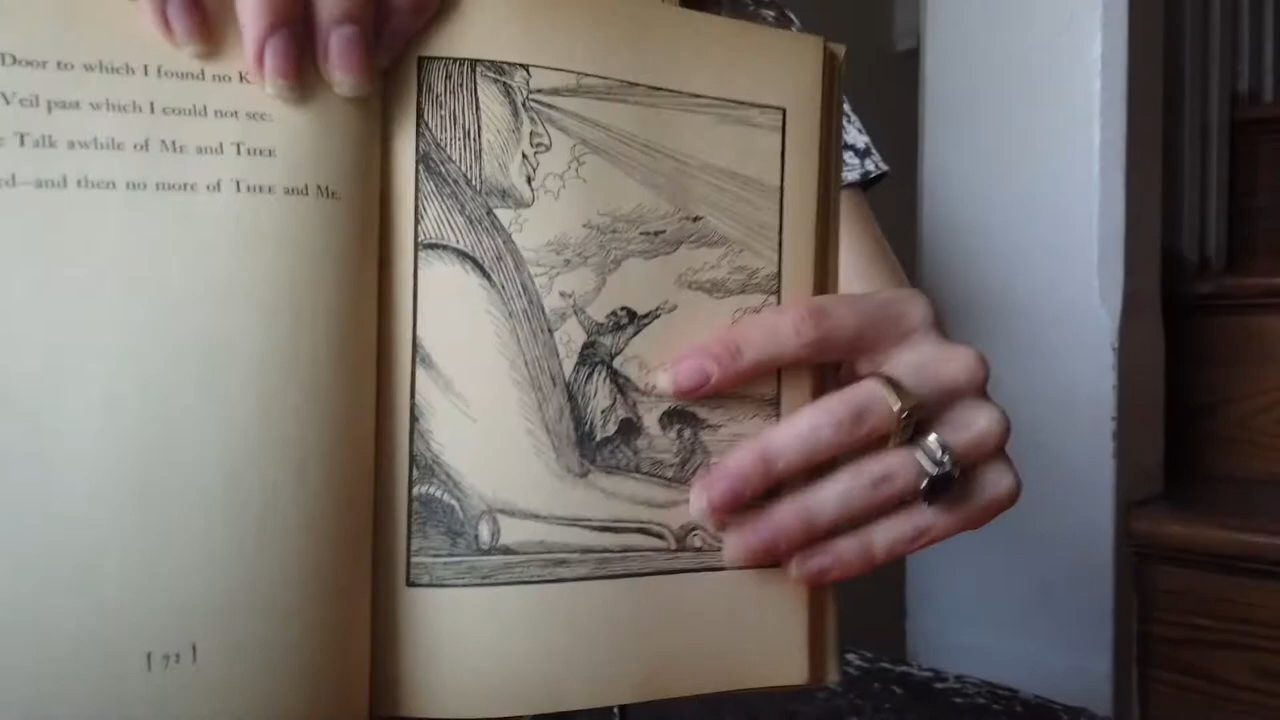 Door to which I found no
Veil past which I could not see:
Talk awhile of ME and THEE
and then no more of THEE and ME.
[ 72 ]